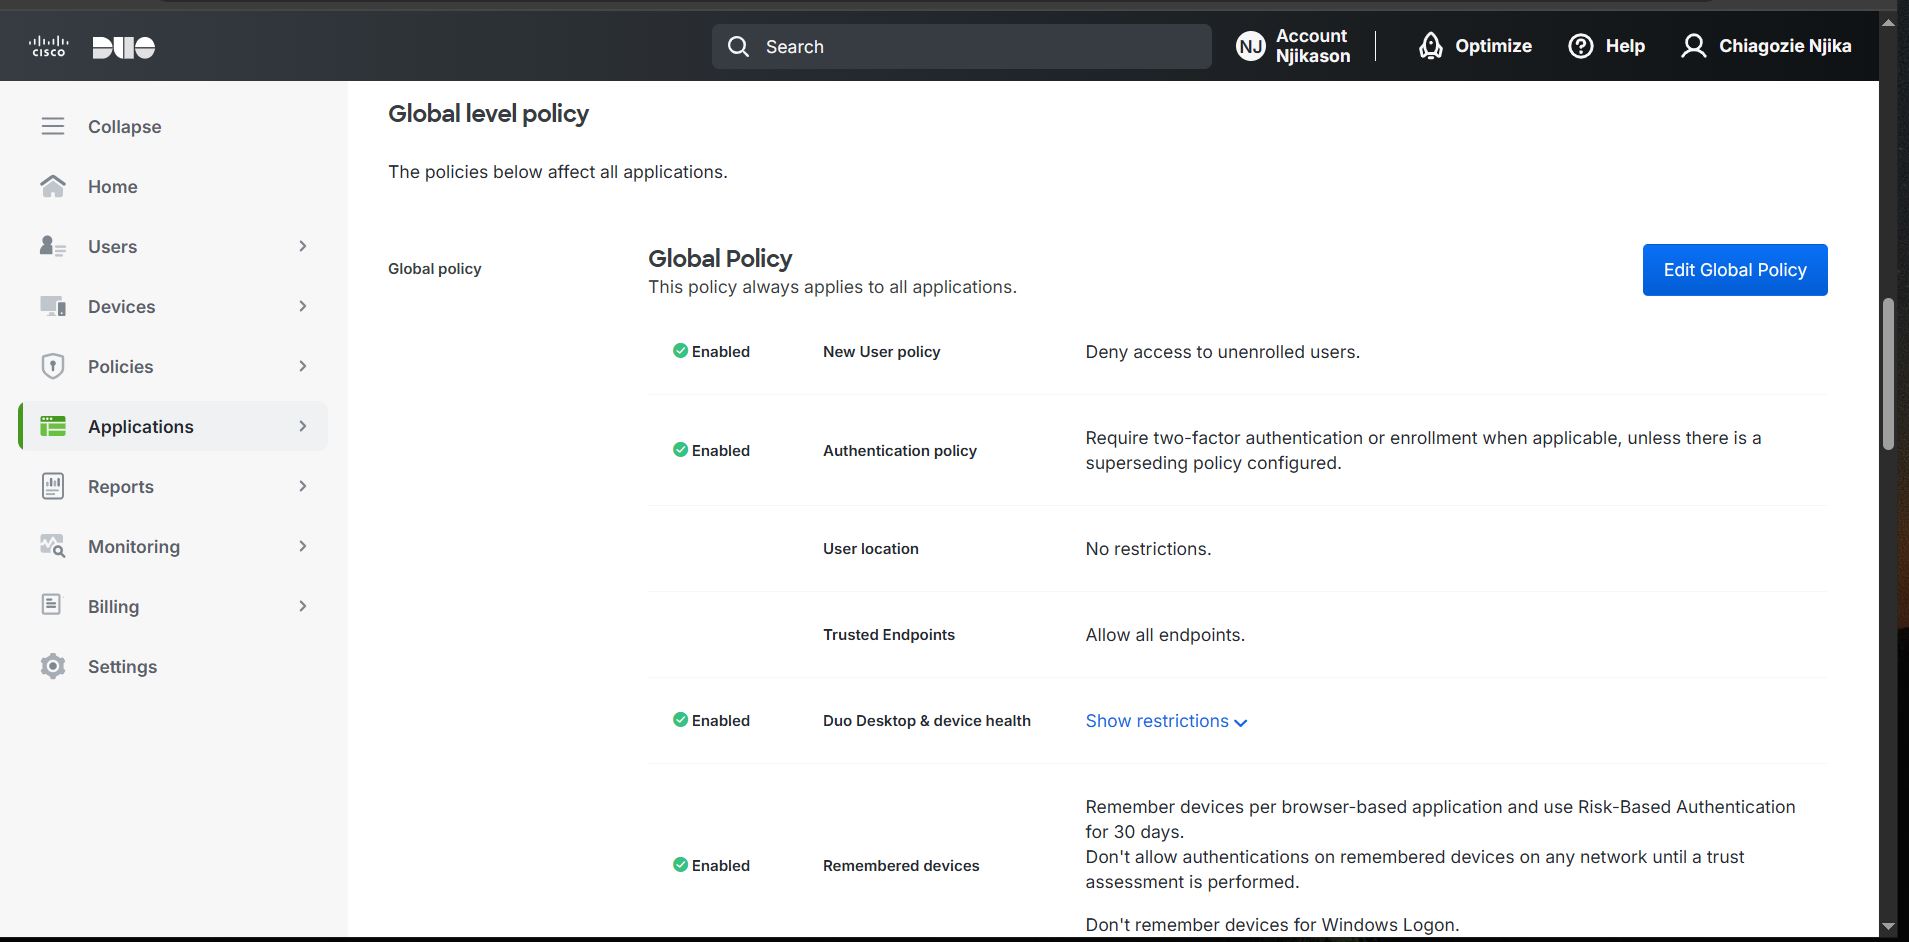 CISCO
DUO
Search
NJ
Account
Njikason
Optimize
Help
Chiagozie Njika
Collapse
Home
Users
Devices
Policies
Applications
Reports
Monitoring
Billing
Settings
Global level policy
The policies below affect all applications.
Global policy
Global Policy
This policy always applies to all applications.
Edit Global Policy
Enabled
New User policy
Deny access to unenrolled users.
Enabled
Authentication policy
Require two-factor authentication or enrollment when applicable, unless there is a
superseding policy configured.
User location
No restrictions.
Trusted Endpoints
Allow all endpoints.
Enabled
Duo Desktop & device health
Show restrictions
Enabled
Remembered devices
Remember devices per browser-based application and use Risk-Based Authentication
for 30 days.
Don't allow authentications on remembered devices on any network until a trust
assessment is performed.
Don't remember devices for Windows Logon.